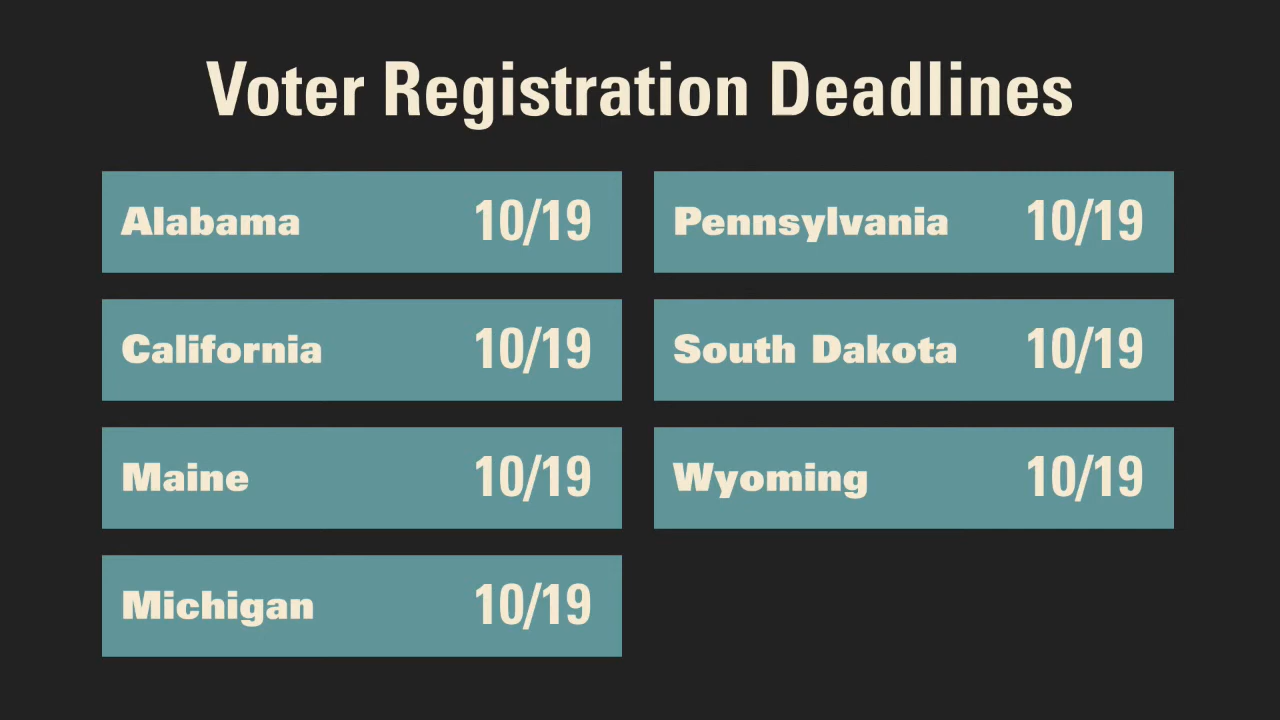 Voter Registration Deadlines
Alabama 10/19
California 10/19
Maine 10/19
Michigan 10/19
Pennsylvania 10/19
South Dakota 10/19
Wyoming 10/19